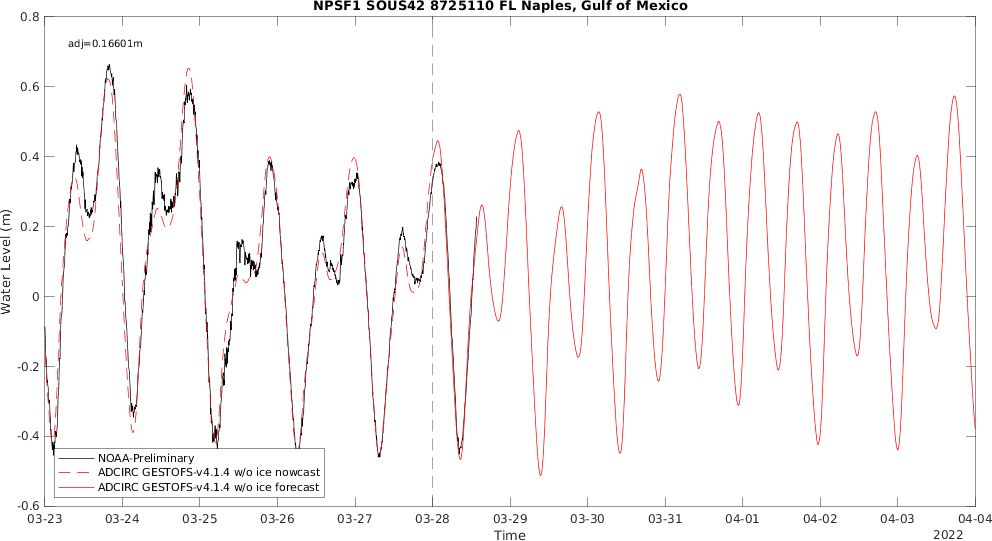 NPSF1 SOUS42 8725110 FL Naples, Gulf of Mexico
adj=0.16601m
0.8
0.6
0.4
0.2
0
-0.2
-0.4
-0.6
Water Level (m)
NOAA-Preliminary
ADCIRC GESTOFS-v4.1.4 w/o ice nowcast
ADCIRC GESTOFS-v4.1.4 w/o ice forecast
03-23 03-24 03-25 03-26 03-27 03-28 03-29 03-30 03-31 04-01 04-02 04-03 04-04
Time
2022